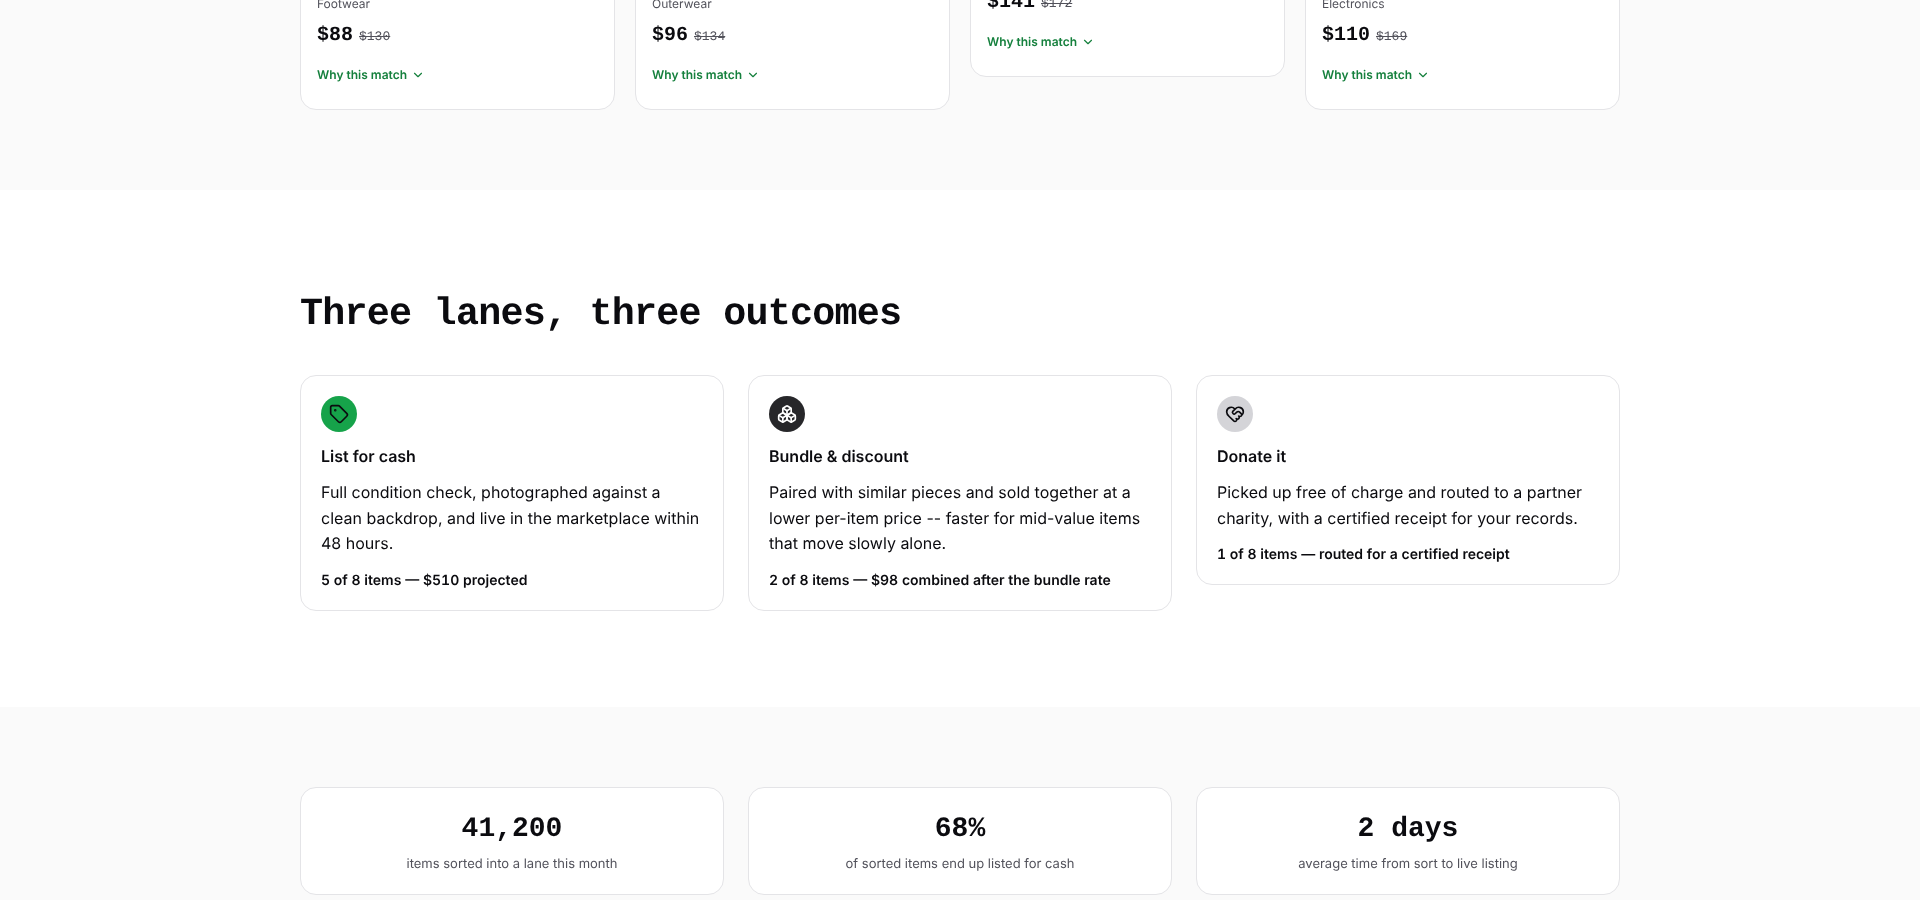 Footwear
$88 $130
Why this match
Outerwear
$96 $134
Why this match
$141 $172
Why this match
Electronics
$110 $169
Why this match
Three lanes, three outcomes
List for cash
Full condition check, photographed against a
clean backdrop, and live in the marketplace within
48 hours.
5 of 8 items — $510 projected
Bundle & discount
Paired with similar pieces and sold together at a
lower per-item price -- faster for mid-value items
that move slowly alone.
2 of 8 items — $98 combined after the bundle rate
Donate it
Picked up free of charge and routed to a partner
charity, with a certified receipt for your records.
1 of 8 items — routed for a certified receipt
41,200
items sorted into a lane this month
68%
of sorted items end up listed for cash
2 days
average time from sort to live listing